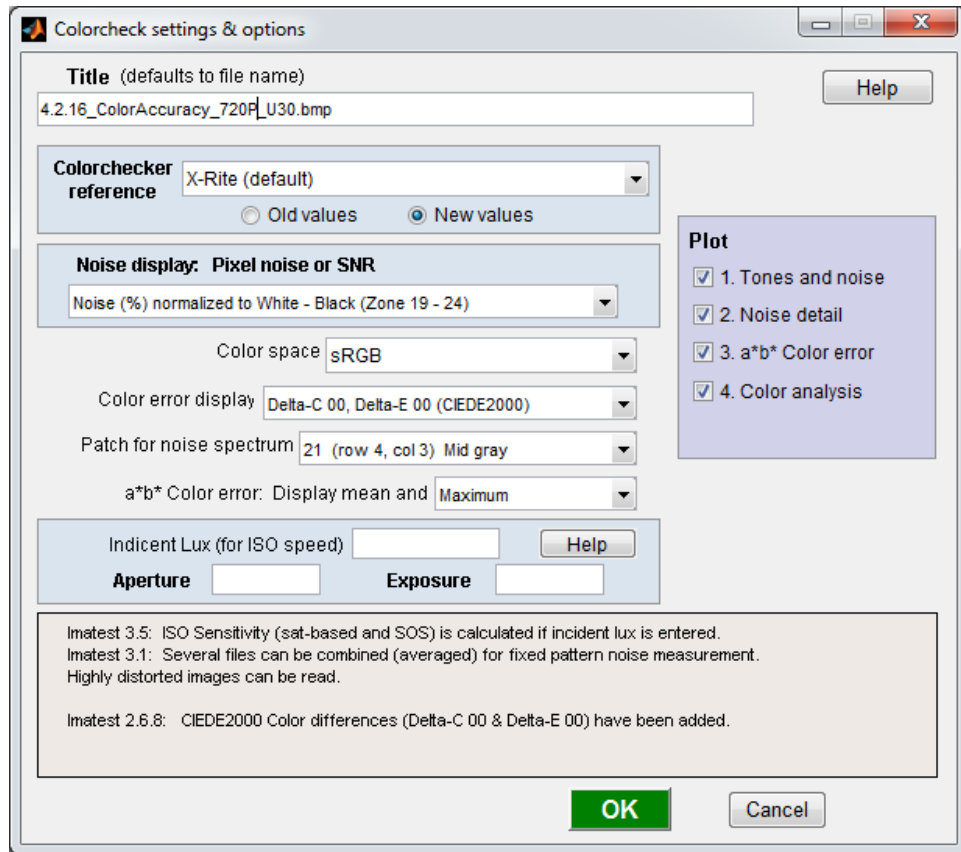 Colorcheck settings & options
Title (defaults to file name)
Help
4.2.16_ColorAccuracy_720P_U30.bmp
Colorchecker
reference
X-Rite (default)
Old values
New values
Noise display: Pixel noise or SNR
Noise (%) normalized to White - Black (Zone 19 - 24)
Plot
1. Tones and noise
2. Noise detail
3. a*b* Color error
4. Color analysis
Color space sRGB
Color error display Delta-C 00, Delta-E 00 (CIEDE2000)
Patch for noise spectrum 21 (row 4, col 3) Mid gray
a*b* Color error: Display mean and Maximum
Indicent Lux (for ISO speed)
Help
Aperture
Exposure
Imatest 3.5: ISO Sensitivity (sat-based and SOS) is calculated if incident lux is entered.
Imatest 3.1: Several files can be combined (averaged) for fixed pattern noise measurement.
Highly distorted images can be read.
Imatest 2.6.8: CIEDE2000 Color differences (Delta-C 00 & Delta-E 00) have been added.
OK
Cancel